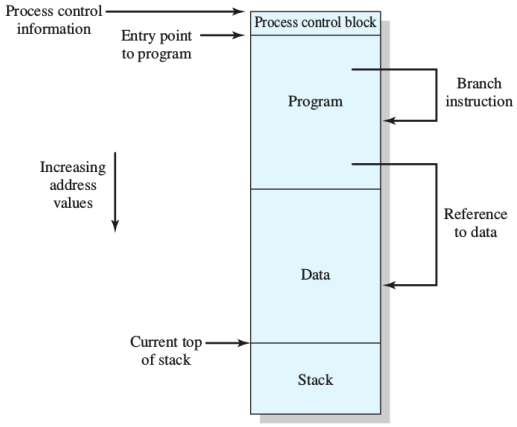 Process control
information
Process control block
Entry point
to program
Program
Branch
instruction
Increasing
address
values
Reference
to data
Data
Current top
of stack
Stack